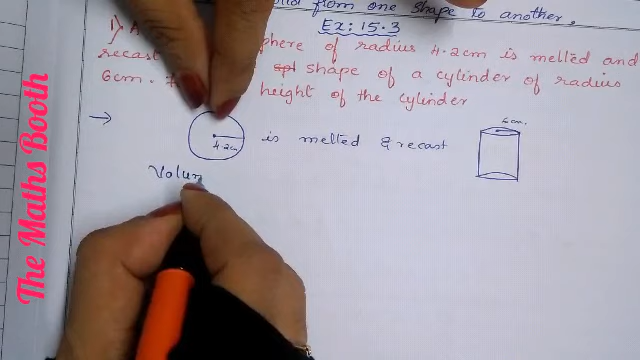 solid from one shape to another.
Ex: 15.3
1) A sphere of radius 4.2cm is melted and
recast shape of a cylinder of radius
6cm. height of the cylinder
6cm.
4.2cm is melted & recast
Volum
The Maths Booth